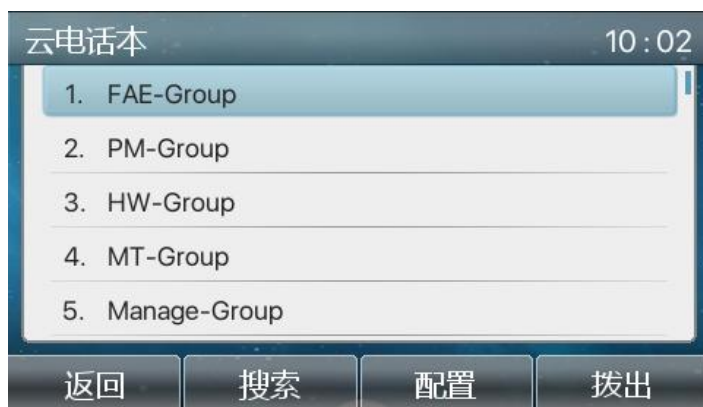 云电话本 10:02
1. FAE-Group
2. PM-Group
3. HW-Group
4. MT-Group
5. Manage-Group
返回 搜索 配置 拨出